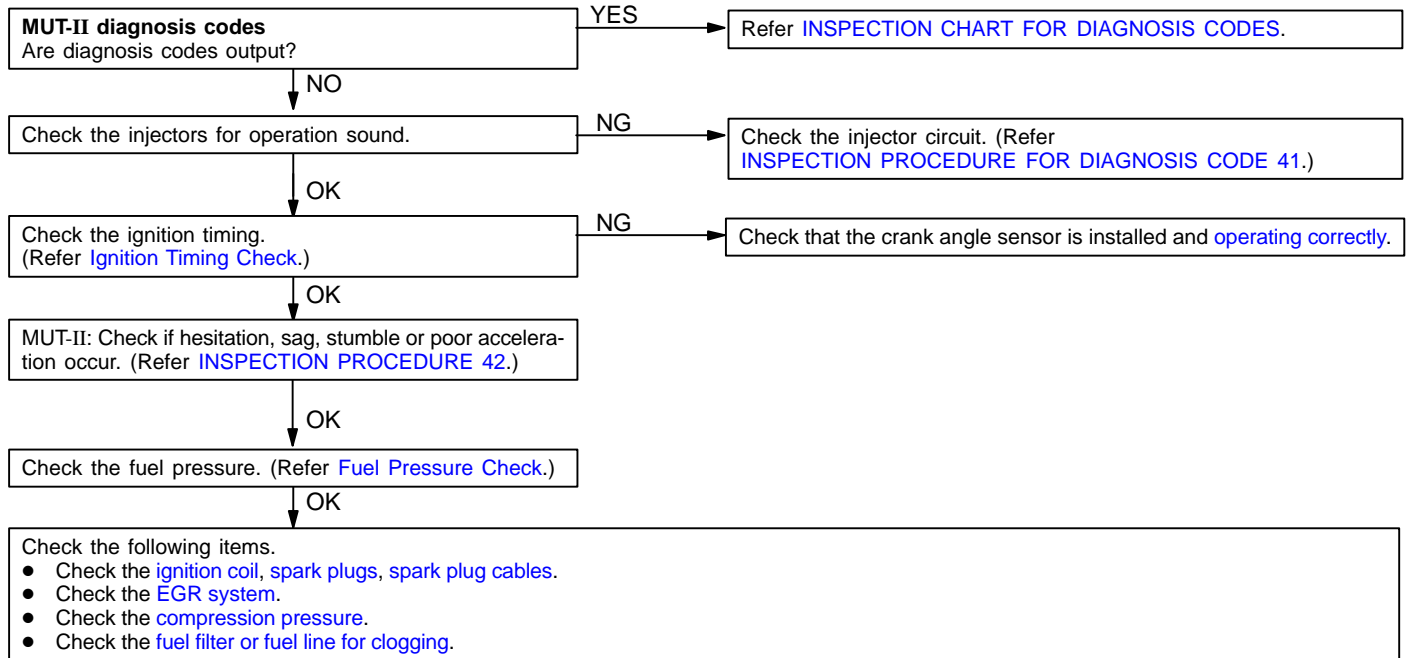 MUT-II diagnosis codes
Are diagnosis codes output?
YES
Refer INSPECTION CHART FOR DIAGNOSIS CODES.
NO
Check the injectors for operation sound.
NG
Check the injector circuit. (Refer
INSPECTION PROCEDURE FOR DIAGNOSIS CODE 41.)
OK
Check the ignition timing.
(Refer Ignition Timing Check.)
NG
Check that the crank angle sensor is installed and operating correctly.
OK
MUT-II: Check if hesitation, sag, stumble or poor accelera-
tion occur. (Refer INSPECTION PROCEDURE 42.)
OK
Check the fuel pressure. (Refer Fuel Pressure Check.)
OK
Check the following items.
● Check the ignition coil, spark plugs, spark plug cables.
● Check the EGR system.
● Check the compression pressure.
● Check the fuel filter or fuel line for clogging.